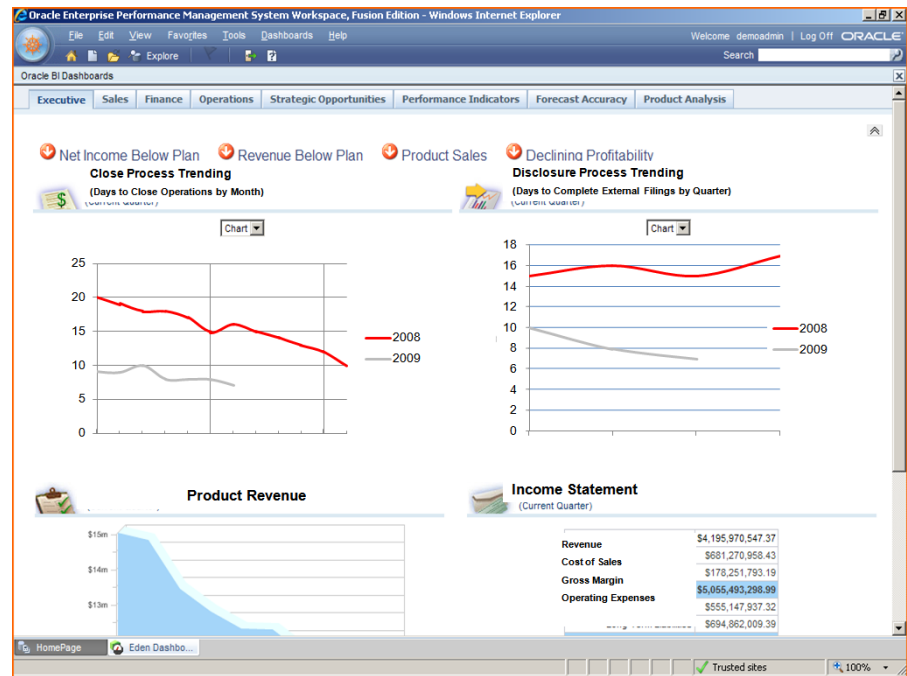 Oracle Enterprise Performance Management System Workspace, Fusion Edition - Windows Internet Explorer
File Edit View Favorites Tools Dashboards Help
Welcome demoadmin | Log Off ORACLE
Explore
Search
Oracle BI Dashboards
Executive Sales Finance Operations Strategic Opportunities Performance Indicators Forecast Accuracy Product Analysis
Net Income Below Plan Revenue Below Plan Product Sales Declining Profitability
Close Process Trending
(Days to Close Operations by Month)
(Current Quarter)
Chart
25
20
15
10
5
0
2008
2009
Disclosure Process Trending
(Days to Complete External Filings by Quarter)
(Current Quarter)
Chart
18
16
14
12
10
8
6
4
2
0
2008
2009
Product Revenue
$15m
$14m
$13m
Income Statement
(Current Quarter)
Revenue
Cost of Sales
Gross Margin
Operating Expenses
$4,195,970,547.37
$681,270,958.43
$178,251,793.19
$5,055,493,298.99
$555,147,937.32
$694,862,009.39
HomePage Eden Dashbo...
Trusted sites 100%